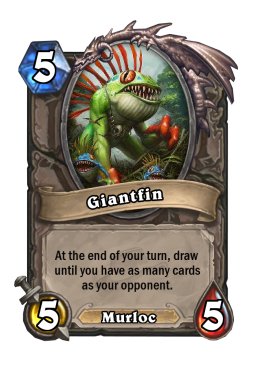 5
Giantfin
At the end of your turn, draw
until you have as many cards
as your opponent.
5
Murloc
5